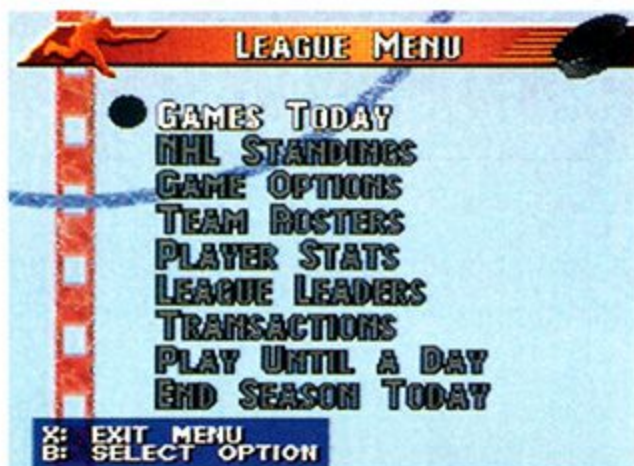 LEAGUE MENU
GAMES TODAY
NHL STANDINGS
GAME OPTIONS
TEAM ROSTERS
PLAYER STATS
LEAGUE LEADERS
TRANSACTIONS
PLAY UNTIL A DAY
END SEASON TODAY
X: EXIT MENU
B: SELECT OPTION